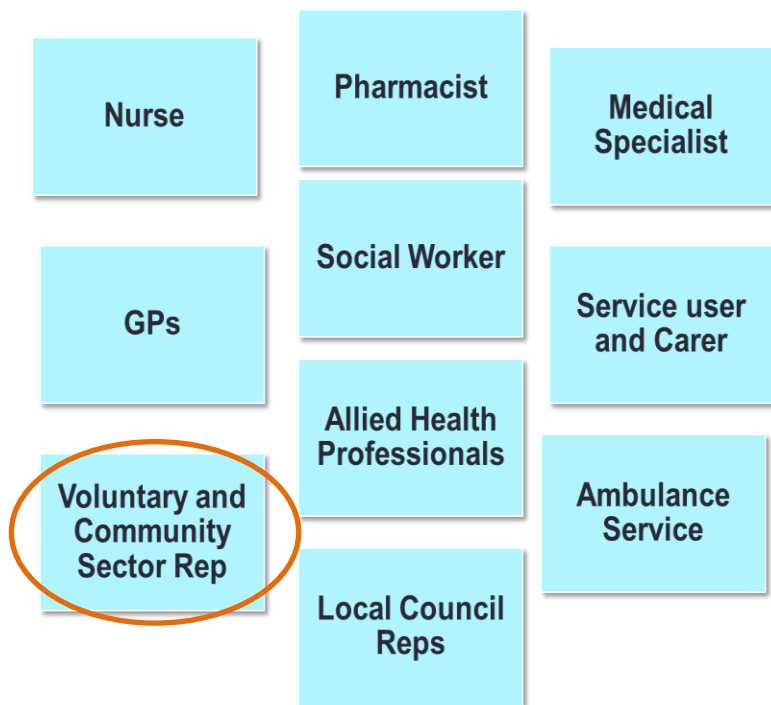 Nurse
Pharmacist
Medical
Specialist
GPs
Social Worker
Service user
and Carer
Voluntary and
Community
Sector Rep
Allied Health
Professionals
Ambulance
Service
Local Council
Reps